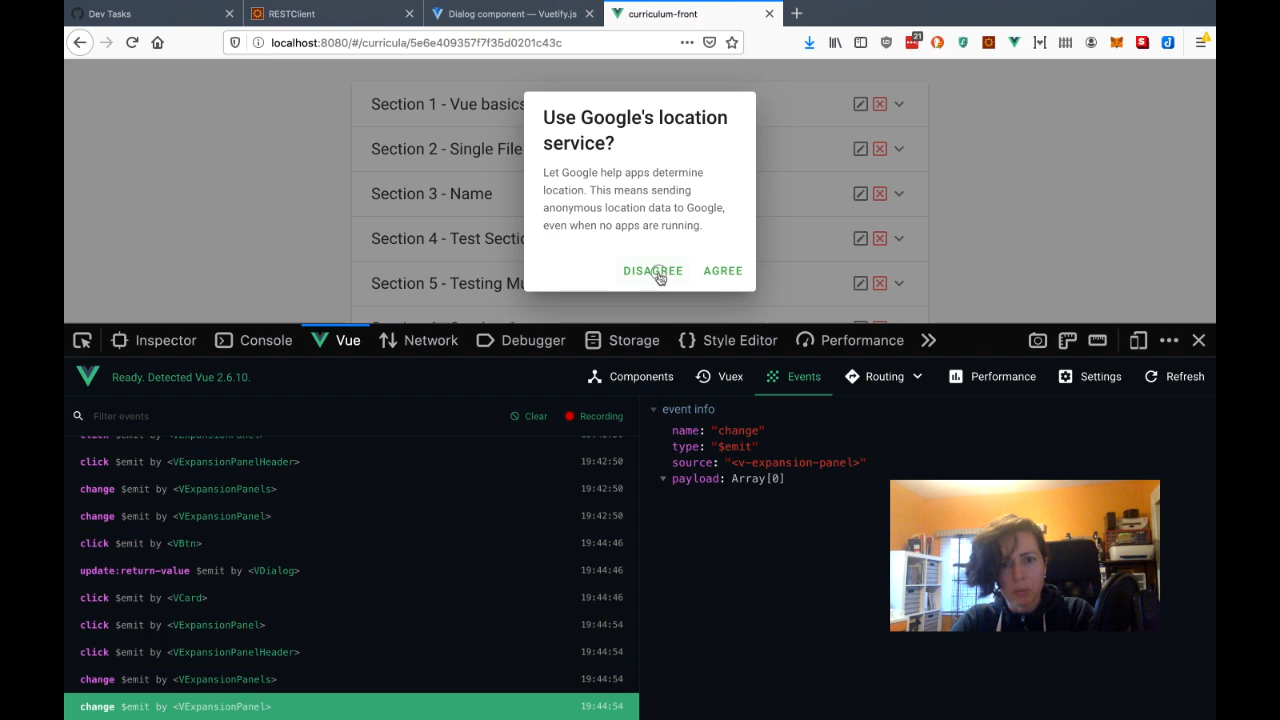 Dev Tasks
RESTClient
Dialog component — Vuetify.js
curriculum-front
localhost:8080/#/curricula/5e6e409357f7f35d0201c43c
21
Section 1 - Vue basics
Section 2 - Single File
Section 3 - Name
Section 4 - Test Sectio
Section 5 - Testing Mu
Use Google's location
service?
Let Google help apps determine
location. This means sending
anonymous location data to Google,
even when no apps are running.
DISAGREE AGREE
Inspector Console Vue Network Debugger Storage Style Editor Performance
Ready. Detected Vue 2.6.10.
Components Vuex Events Routing Performance Settings Refresh
Filter events Clear Recording
click $emit by <VExpansionPanelHeader> 19:42:50
change $emit by <VExpansionPanels> 19:42:50
change $emit by <VExpansionPanel> 19:42:50
click $emit by <VBtn> 19:44:46
update:return-value $emit by <VDialog> 19:44:46
click $emit by <VCard> 19:44:46
click $emit by <VExpansionPanel> 19:44:54
click $emit by <VExpansionPanelHeader> 19:44:54
change $emit by <VExpansionPanels> 19:44:54
change $emit by <VExpansionPanel> 19:44:54
event info
name: "change"
type: "$emit"
source: "<v-expansion-panel>"
payload: Array[0]